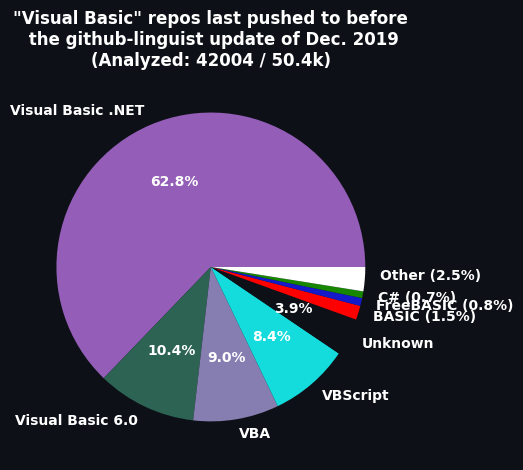 "Visual Basic" repos last pushed to before
the github-linguist update of Dec. 2019
(Analyzed: 42004 / 50.4k)
Visual Basic .NET
62.8%
Other (2.5%)
C# (0.7%)
FreeBASIC (0.8%)
BASIC (1.5%)
3.9%
Unknown
8.4%
10.4%
9.0%
VBScript
Visual Basic 6.0
VBA